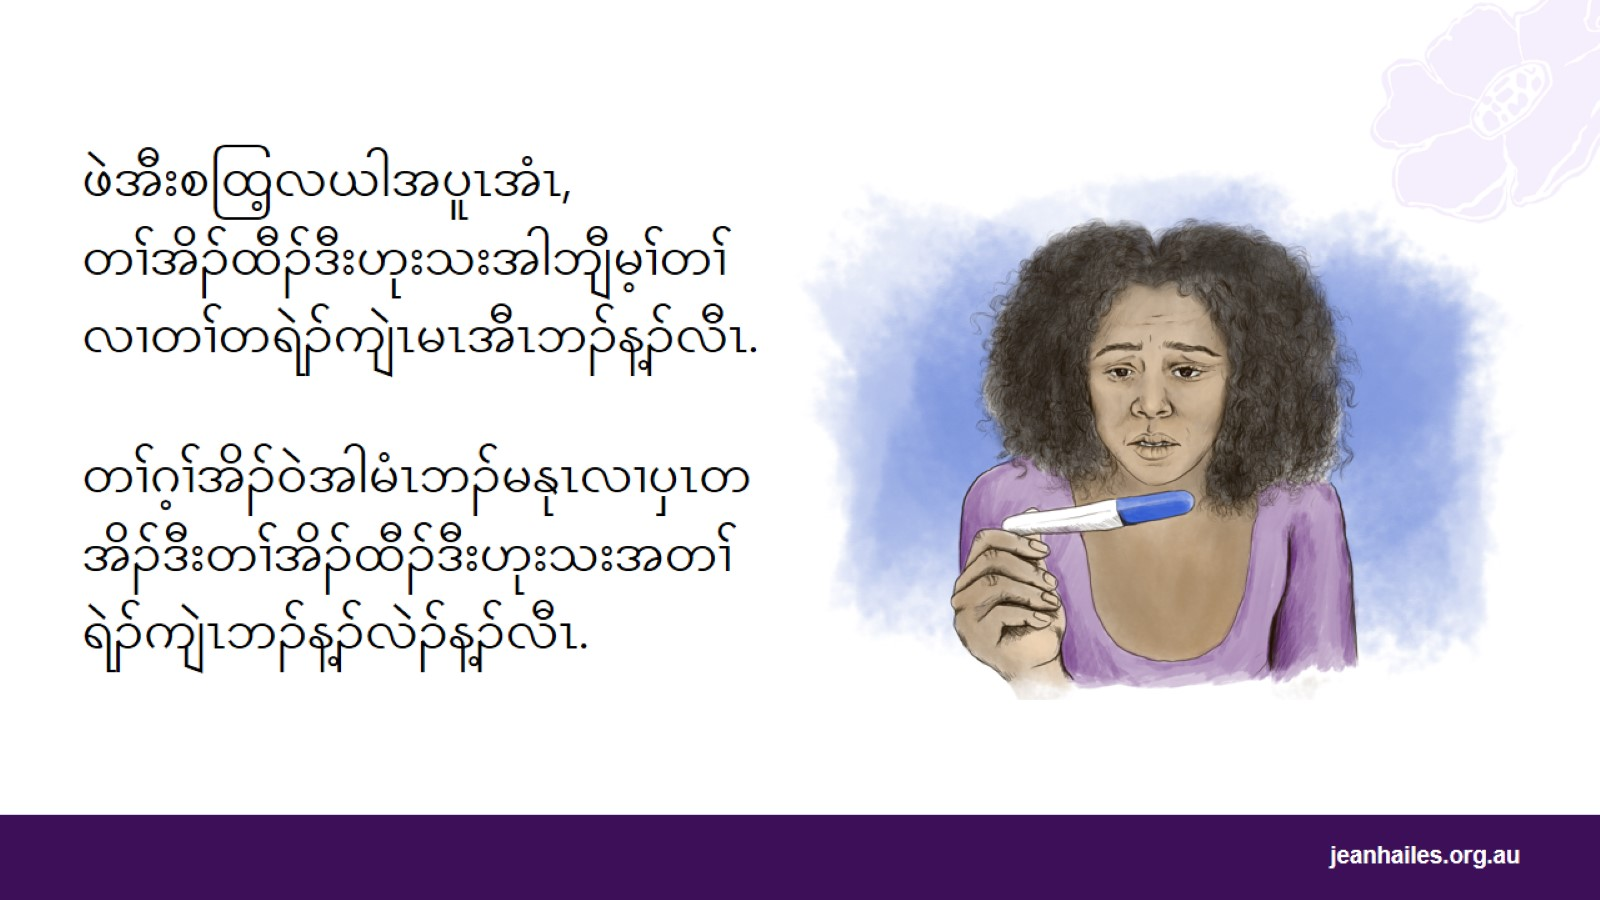 ဖဲအီးစထြ့လယါအပူၤအံၤ,
တၢ်အိၣ်ထီၣ်ဒီးဟုးသးအါဘျီမ့ၢ်တၢ်
လၢတၢ်တရဲၣ်ကျဲၤမၤအီၤဘၣ်န့ၣ်လီၤ.
တၢ်ဂ့ၢ်အိၣ်ဝဲအါမံၤဘၣ်မနုၤလၢပှၤတ
အိၣ်ဒီးတၢ်အိၣ်ထီၣ်ဒီးဟုးသးအတၢ်
ရဲၣ်ကျဲၤဘၣ်န့ၣ်လဲၣ်န့ၣ်လီၤ.
jeanhailes.org.au